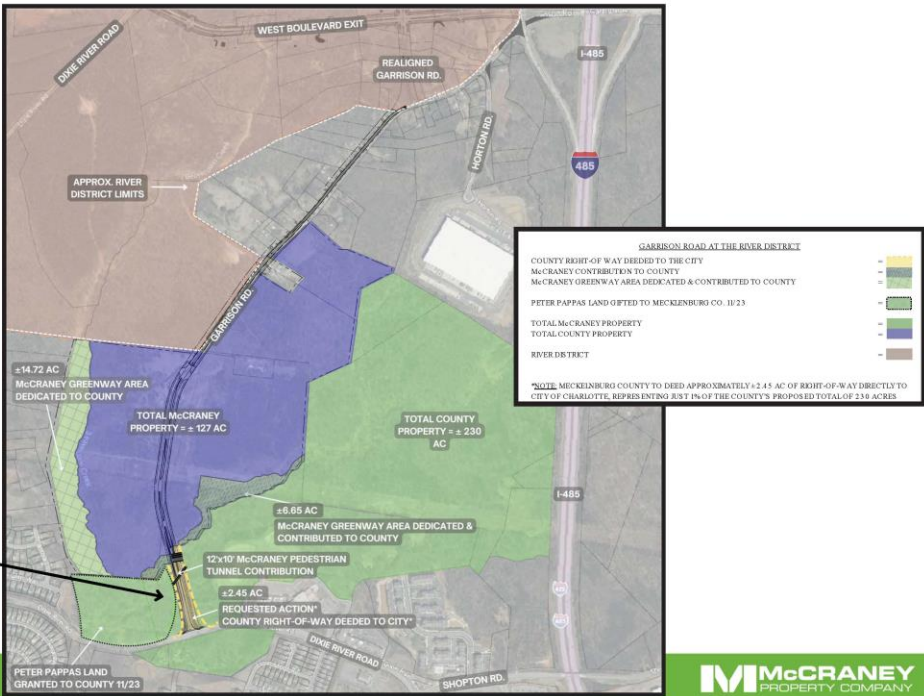 WEST BOULEVARD EXIT
DIXIE RIVER ROAD
REALIGNED
GARRISON RD.
I-485
HORTON RD.
485
APPROX. RIVER
DISTRICT LIMITS
GARRISON RD.
GARRISON ROAD AT THE RIVER DISTRICT
COUNTY RIGHT-OF WAY DEEDED TO THE CITY =
McCRANEY CONTRIBUTION TO COUNTY =
McCRANEY GREENWAY AREA DEDICATED & CONTRIBUTED TO COUNTY =
PETER PAPPAS LAND GIFTED TO MECKLENBURG CO. 11/23 =
TOTAL McCRANEY PROPERTY =
TOTAL COUNTY PROPERTY =
RIVER DISTRICT =
*NOTE: MECKELNBURG COUNTY TO DEED APPROXIMATELY ± 2.45 AC OF RIGHT-OF-WAY DIRECTLY TO
CITY OF CHARLOTTE, REPRESENTING JUST 1% OF THE COUNTY'S PROPOSED TOTAL OF 230 ACRES
±14.72 AC
McCRANEY GREENWAY AREA
DEDICATED TO COUNTY
TOTAL McCRANEY
PROPERTY = ± 127 AC
TOTAL COUNTY
PROPERTY = ± 230
AC
I-485
±6.65 AC
McCRANEY GREENWAY AREA DEDICATED &
CONTRIBUTED TO COUNTY
12'x10' McCRANEY PEDESTRIAN
TUNNEL CONTRIBUTION
±2.45 AC
REQUESTED ACTION*
COUNTY RIGHT-OF-WAY DEEDED TO CITY*
DIXIE RIVER ROAD
PETER PAPPAS LAND
GRANTED TO COUNTY 11/23
SHOPTON RD.
McCRANEY
PROPERTY COMPANY